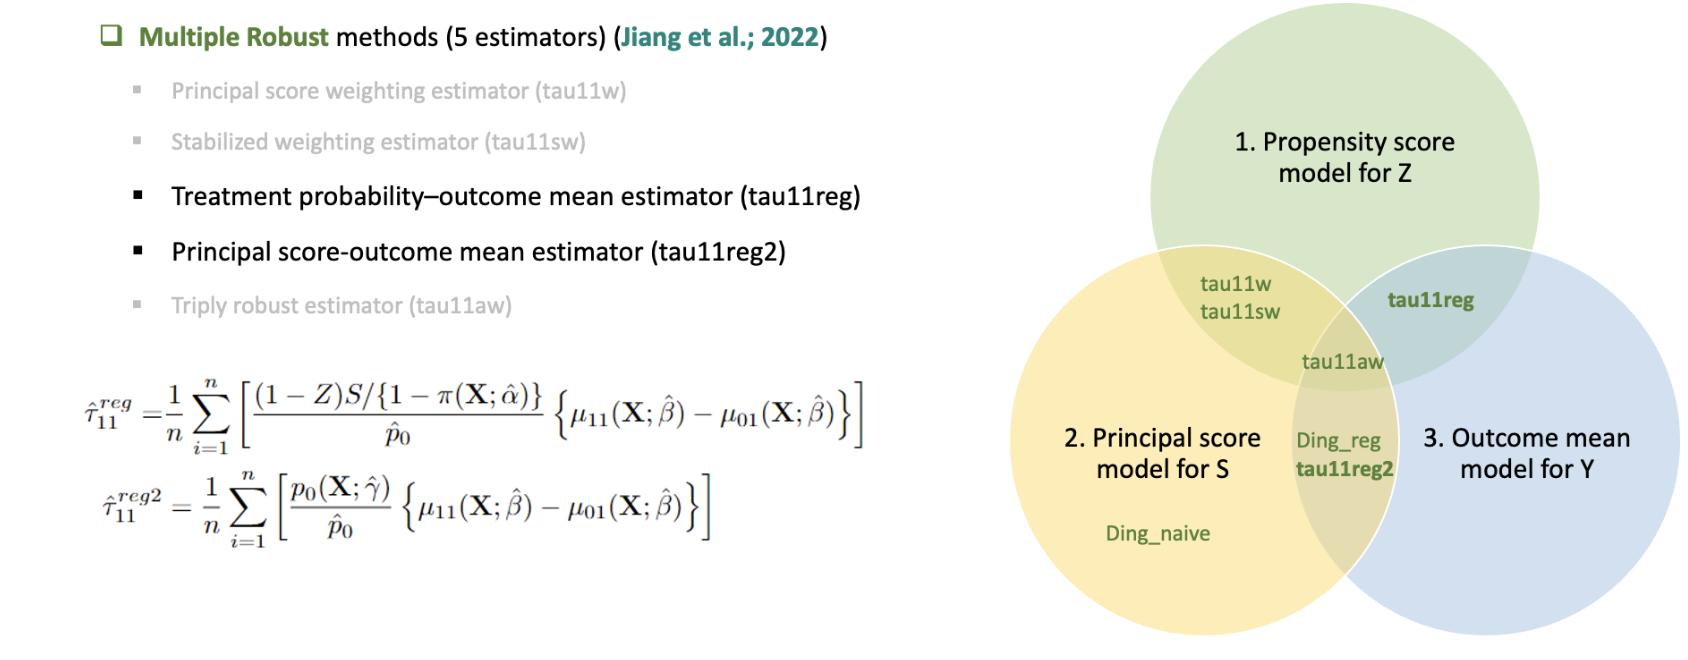 ❑ Multiple Robust methods (5 estimators) (Jiang et al.; 2022)
▪ Principal score weighting estimator (tau11w)
▪ Stabilized weighting estimator (tau11sw)
▪ Treatment probability–outcome mean estimator (tau11reg)
▪ Principal score-outcome mean estimator (tau11reg2)
▪ Triply robust estimator (tau11aw)
$\hat{\tau}_{11}^{reg} = \frac{1}{n} \sum_{i=1}^{n} \left[ \frac{(1-Z)S/\{1-\pi(\mathbf{X};\hat{\alpha})\}}{\hat{p}_0} \left\{ \mu_{11}(\mathbf{X};\hat{\beta}) - \mu_{01}(\mathbf{X};\hat{\beta}) \right\} \right]$
$\hat{\tau}_{11}^{reg2} = \frac{1}{n} \sum_{i=1}^{n} \left[ \frac{p_0(\mathbf{X};\hat{\gamma})}{\hat{p}_0} \left\{ \mu_{11}(\mathbf{X};\hat{\beta}) - \mu_{01}(\mathbf{X};\hat{\beta}) \right\} \right]$
1. Propensity score
model for Z
tau11w
tau11sw
tau11reg
tau11aw
2. Principal score
model for S
Ding_reg
tau11reg2
3. Outcome mean
model for Y
Ding_naive